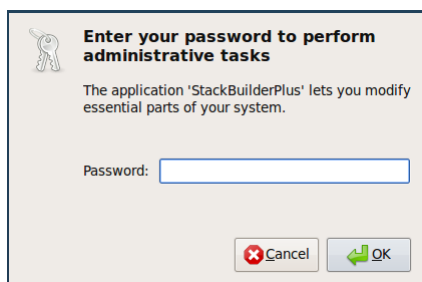 Enter your password to perform
administrative tasks
The application 'StackBuilderPlus' lets you modify
essential parts of your system.
Password:
Cancel
OK